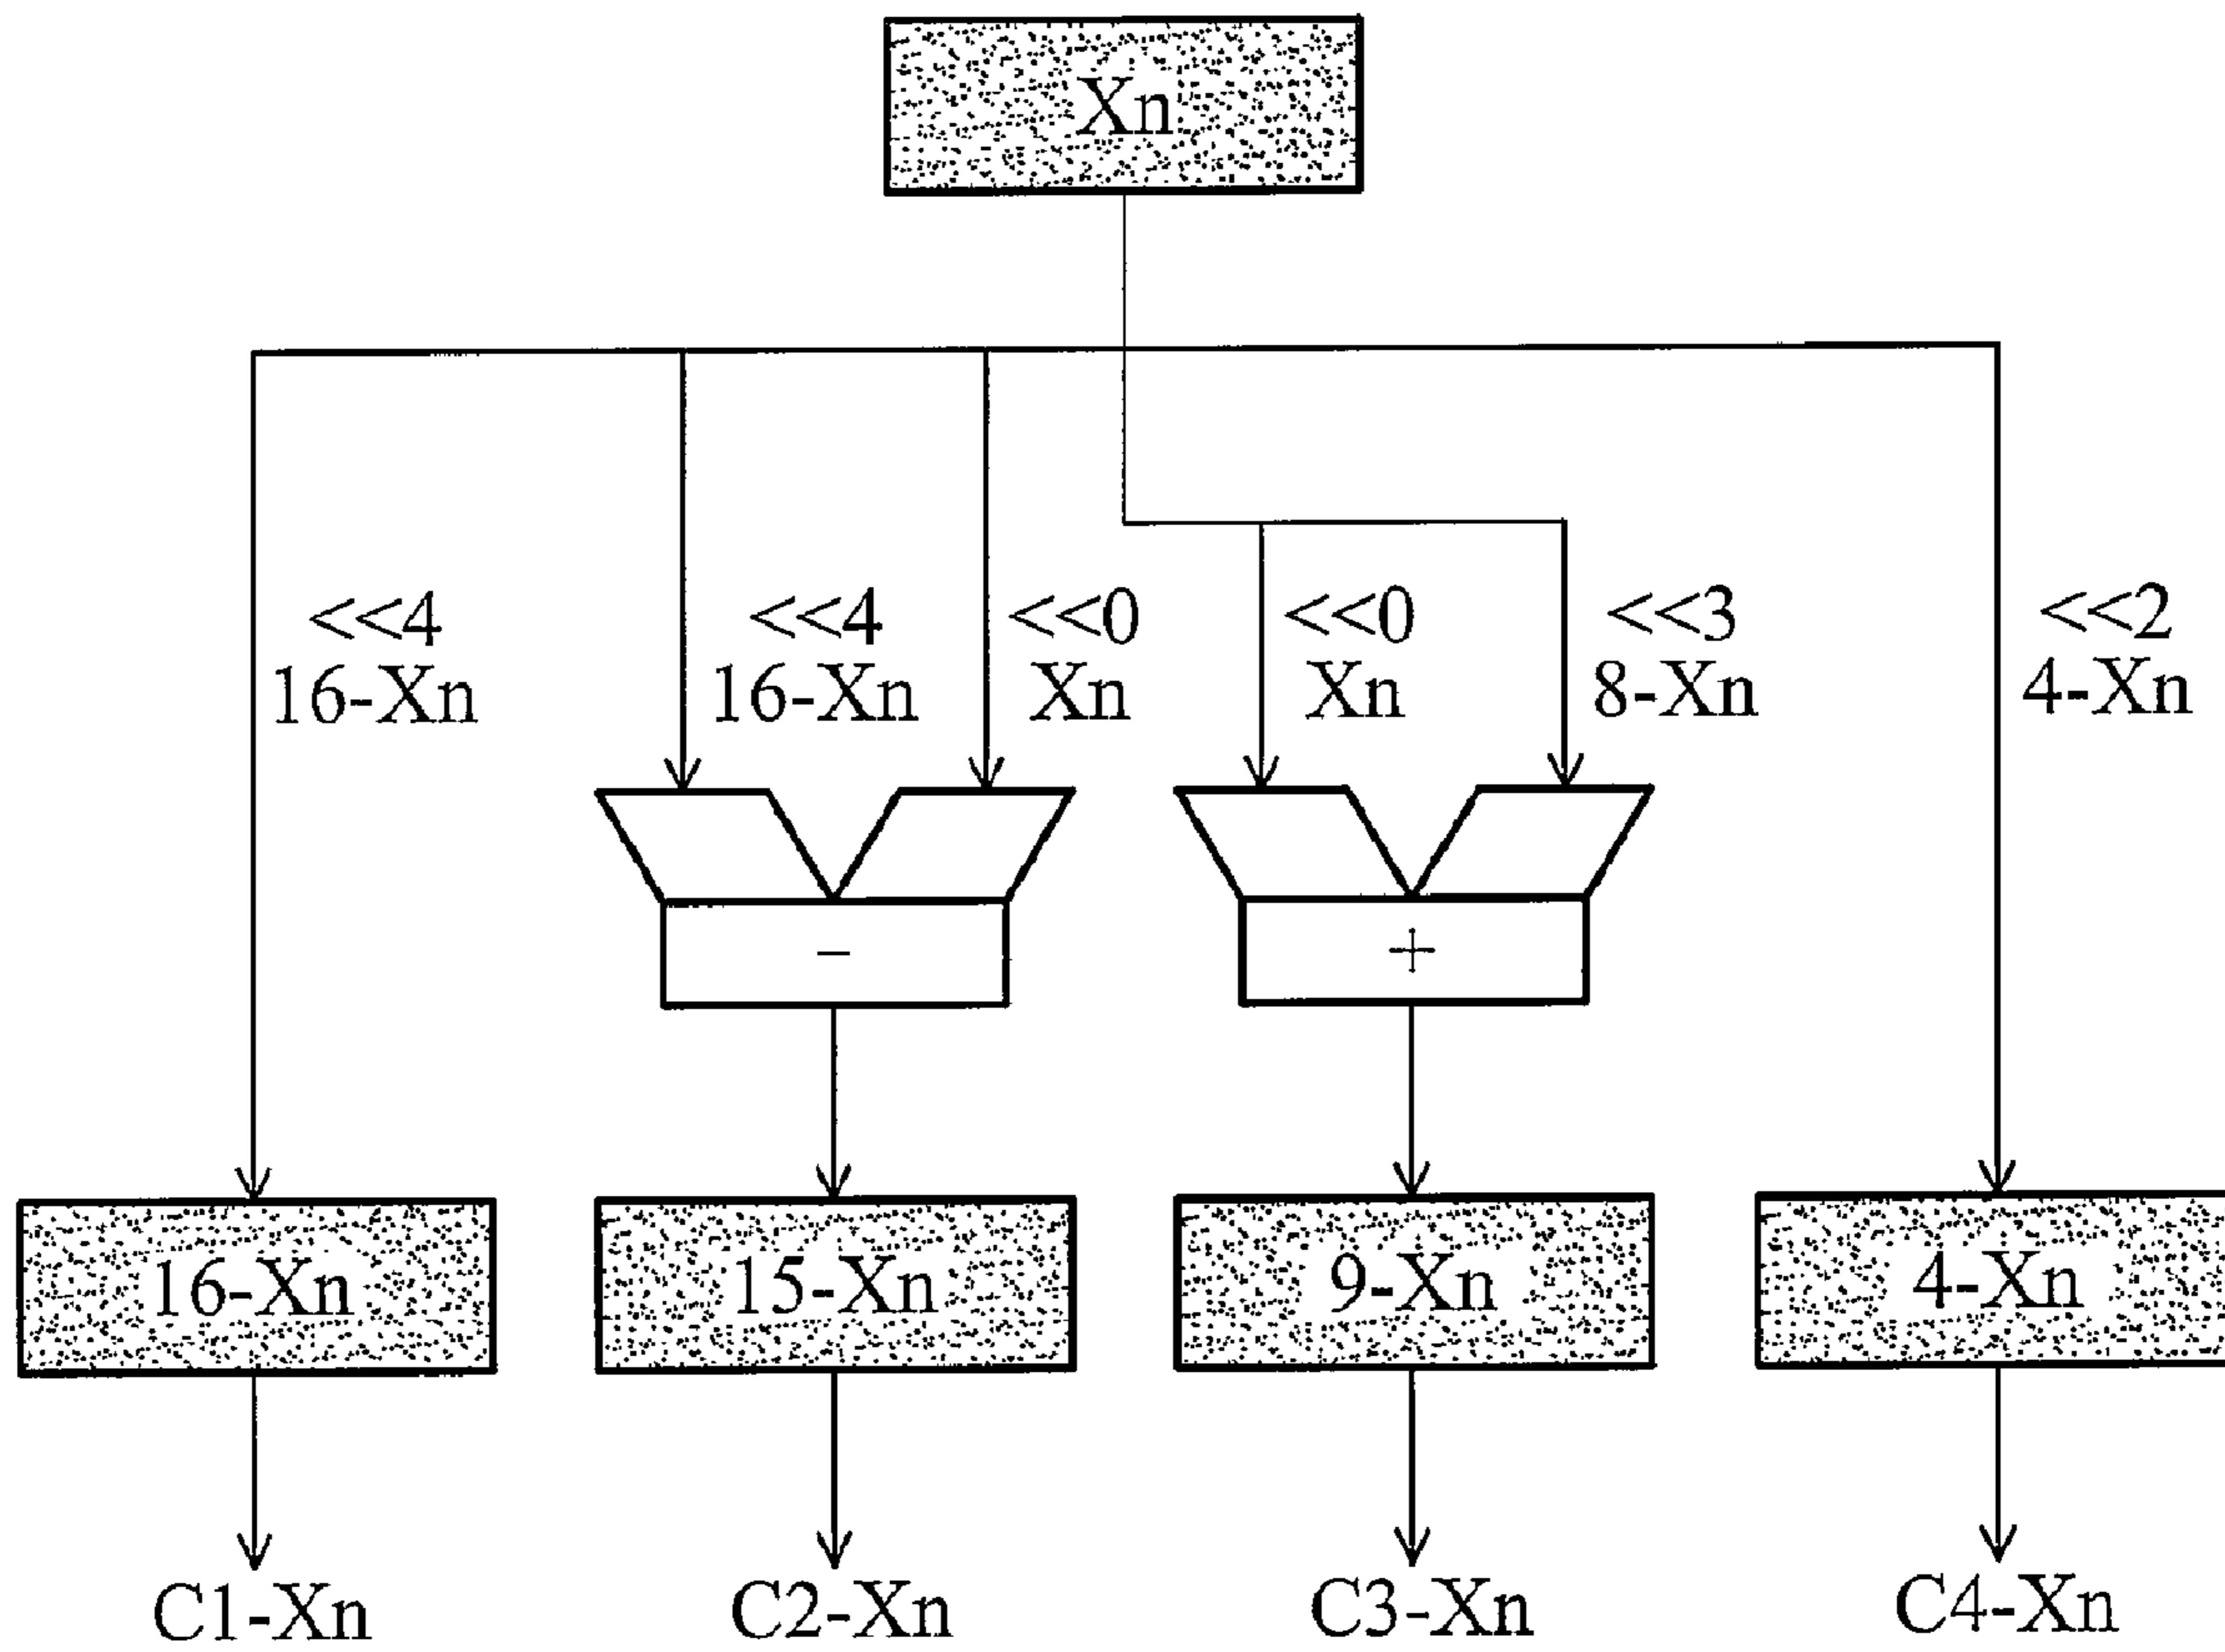 Xn
<<4 <<4 <<0 <<0 <<3 <<2
16-Xn 16-Xn Xn Xn 8-Xn 4-Xn
− +
16-Xn 15-Xn 9-Xn 4-Xn
C1-Xn C2-Xn C3-Xn C4-Xn